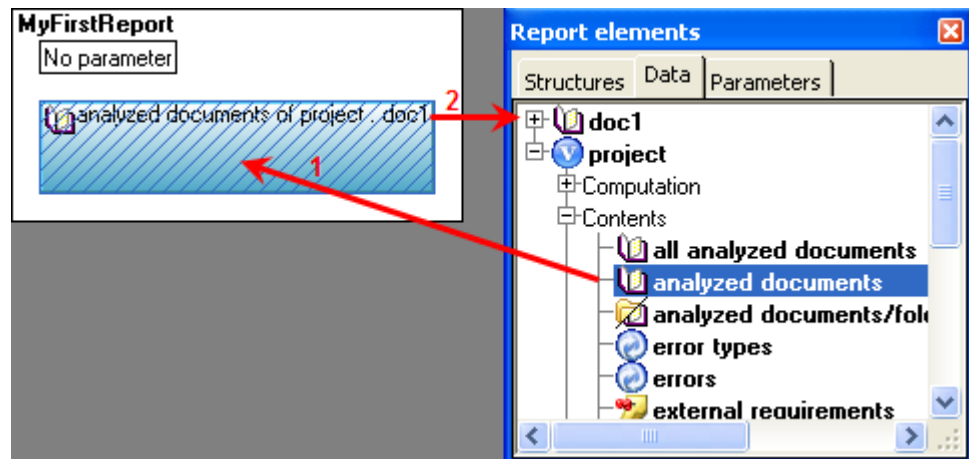 MyFirstReport
No parameter
analyzed documents of project . doc1
2
1
Report elements
Structures Data Parameters
doc1
project
Computation
Contents
all analyzed documents
analyzed documents
analyzed documents/fol
error types
errors
external requirements